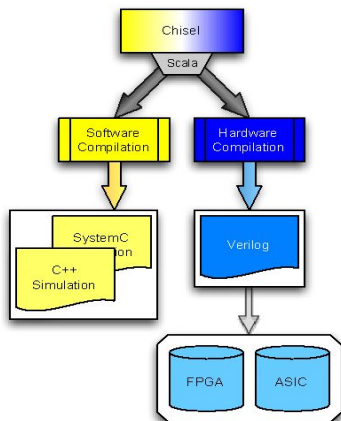 Chisel
Scala
Software
Compilation
Hardware
Compilation
SystemC
C++
Simulation
Verilog
FPGA
ASIC